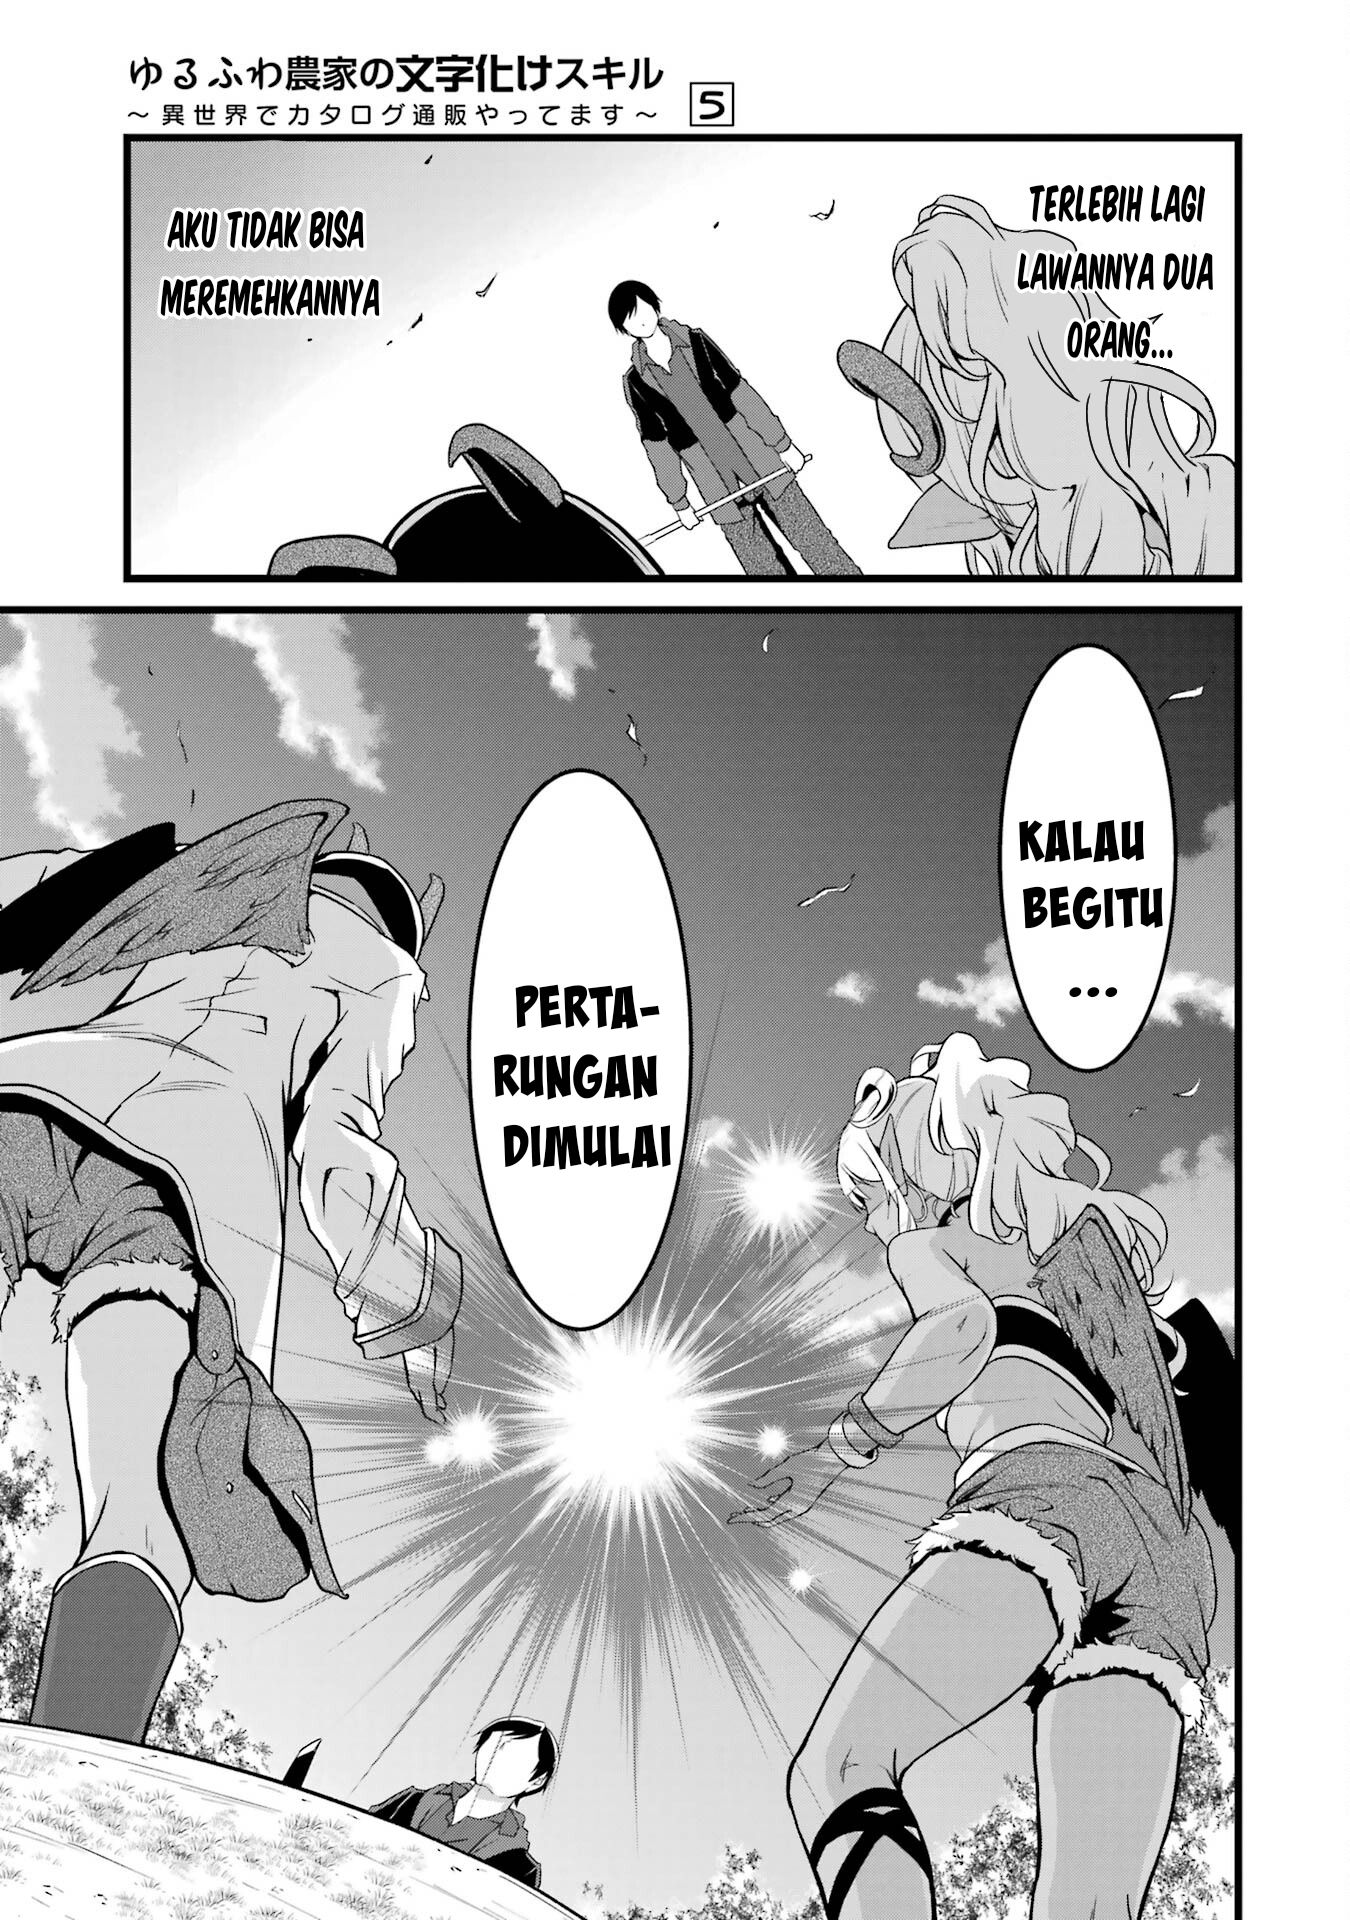 ゆるふわ農家の文字化けスキル
～異世界でカタログ通販やってます～ 5
TERLEBIH LAGI
LAWANNYA DUA
ORANG...
AKU TIDAK BISA
MEREMEHKANNYA
KALAU
BEGITU
...
PERTA-
RUNGAN
DIMULAI